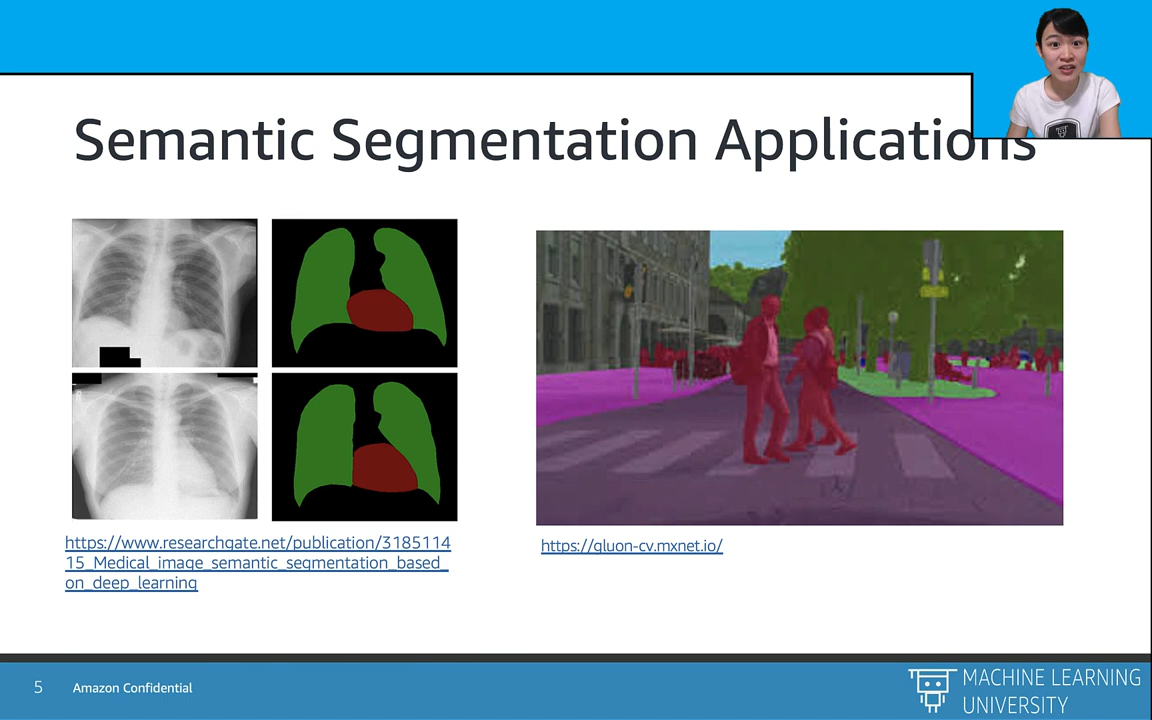 Semantic Segmentation Applications
https://www.researchgate.net/publication/3185114
15_Medical_image_semantic_segmentation_based_
on_deep_learning
https://gluon-cv.mxnet.io/
5
Amazon Confidential
MACHINE LEARNING
UNIVERSITY